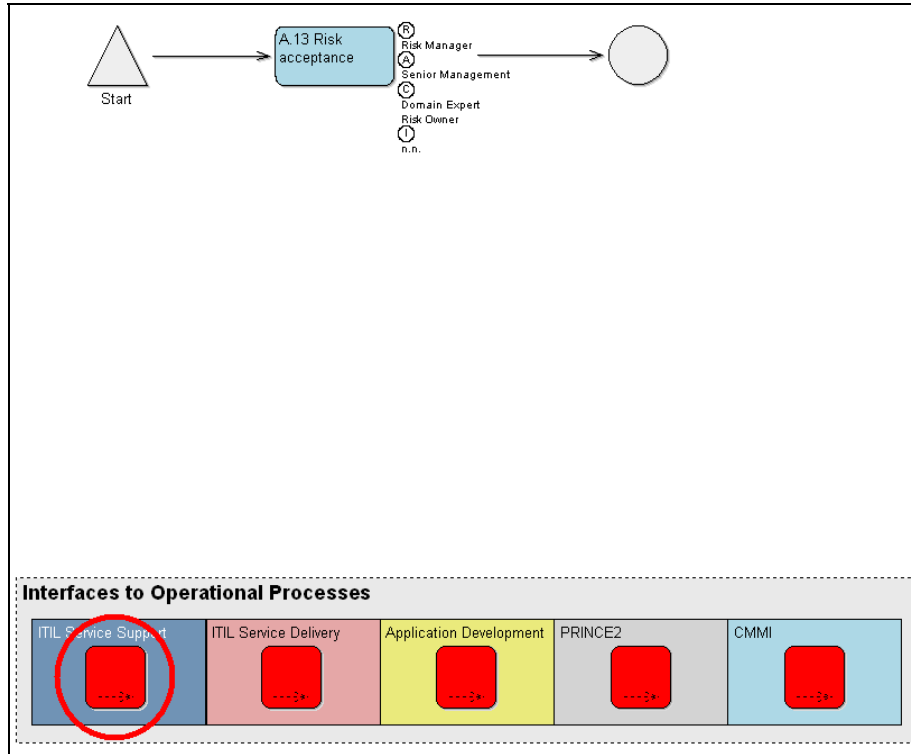 Start
A.13 Risk
acceptance
R
Risk Manager
A
Senior Management
C
Domain Expert
Risk Owner
I
n.n.
Interfaces to Operational Processes
ITIL Service Support
ITIL Service Delivery
Application Development
PRINCE2
CMMI